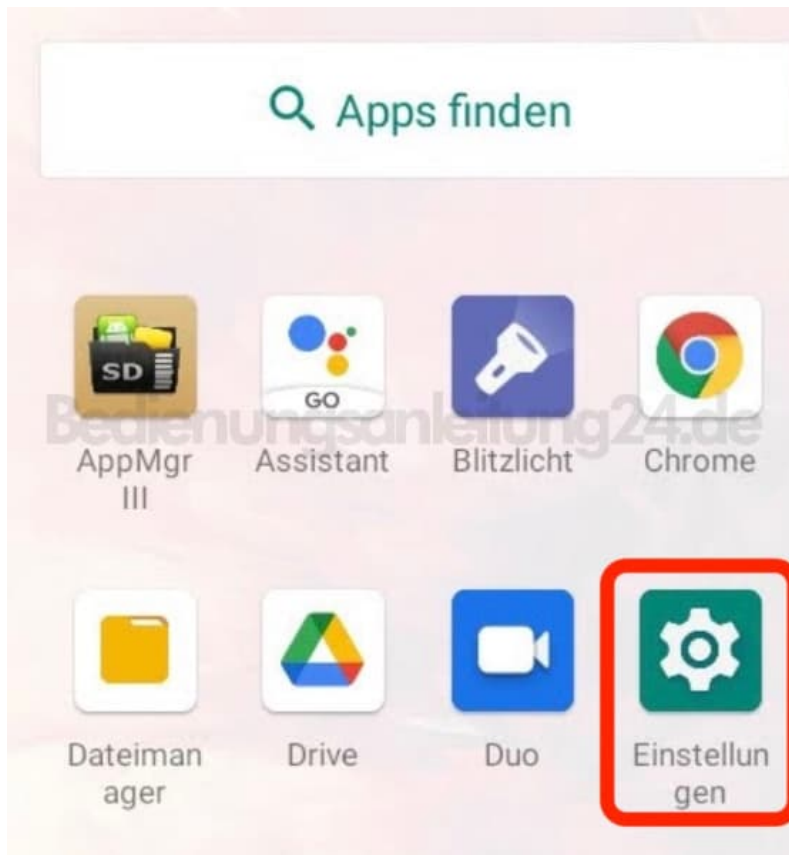 Apps finden
SD
GO
Bedienungsanleitung24.de
AppMgr
III
Assistant
Blitzlicht
Chrome
Dateiman
ager
Drive
Duo
Einstellun
gen